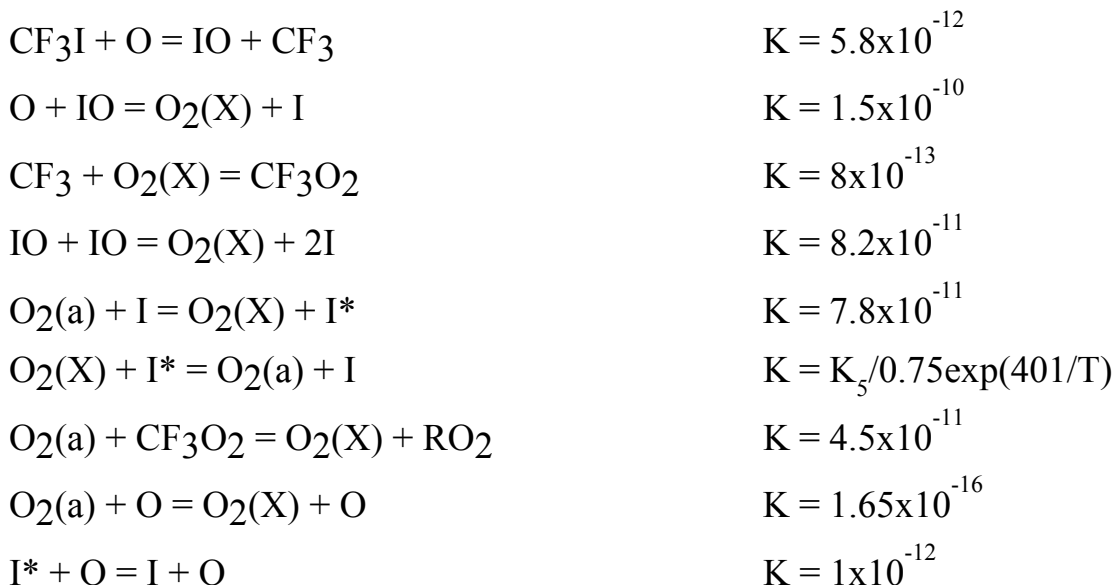 CF3I + O = IO + CF3 K = 5.8x10^-12
O + IO = O2(X) + I K = 1.5x10^-10
CF3 + O2(X) = CF3O2 K = 8x10^-13
IO + IO = O2(X) + 2I K = 8.2x10^-11
O2(a) + I = O2(X) + I* K = 7.8x10^-11
O2(X) + I* = O2(a) + I K = K5/0.75exp(401/T)
O2(a) + CF3O2 = O2(X) + RO2 K = 4.5x10^-11
O2(a) + O = O2(X) + O K = 1.65x10^-16
I* + O = I + O K = 1x10^-12